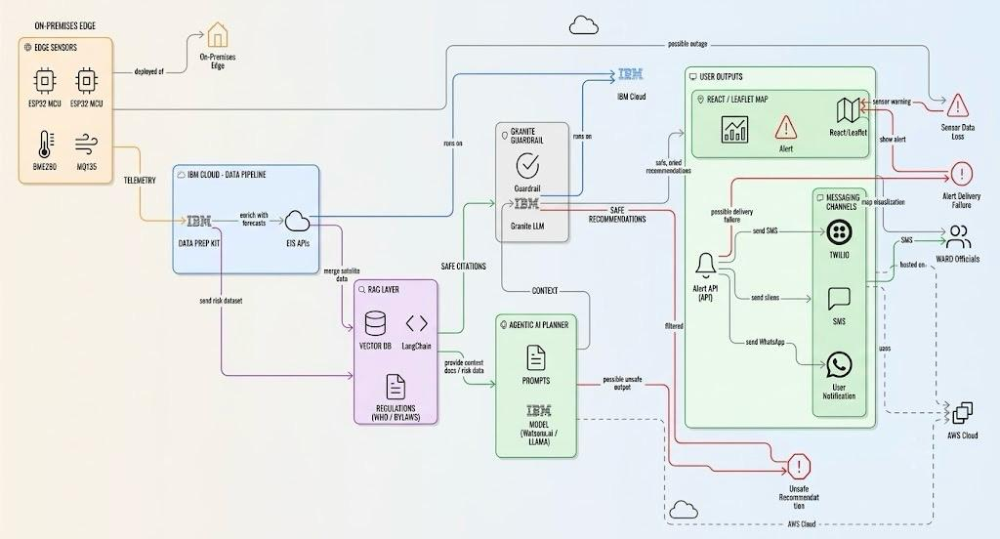 ON-PREMISES EDGE
EDGE SENSORS
ESP32 MCU
ESP32 MCU
BME280
MQ135
deployed of
On-Premises
Edge
possible outage
TELEMETRY
IBM CLOUD - DATA PIPELINE
IBM
DATA PREP KIT
enrich with
forecasts
EIS APIs
runs on
IBM
IBM Cloud
runs on
send risk dataset
merge satelite
data
RAG LAYER
VECTOR DB
LangChain
REGULATIONS
(WHO / BYLAWS)
SAFE CITATIONS
provide context
docs / risk data
GRANITE
GUARDRAIL
Guardrail
IBM
Granite LLM
SAFE
RECOMMENDATIONS
CONTEXT
AGENTIC AI PLANNER
PROMPTS
IBM
MODEL
(Watsonx.ai /
LLAMA)
possible unsafe
output
filtered
safe, oried
recommendations
USER OUTPUTS
REACT / LEAFLET MAP
Alert
React/Leaflet
sensor warning
show alert
Sensor Data
Loss
Alert Delivery
Failure
possible delivery
failure
MESSAGING
CHANNELS
send SMS
TWILIO
Alert API
(API)
send sliens
SMS
send WhatsApp
User
Notification
SMS
WARD Officials
hosted on
AWS Cloud
Unsafe
Recommendat
ion
AWS Cloud